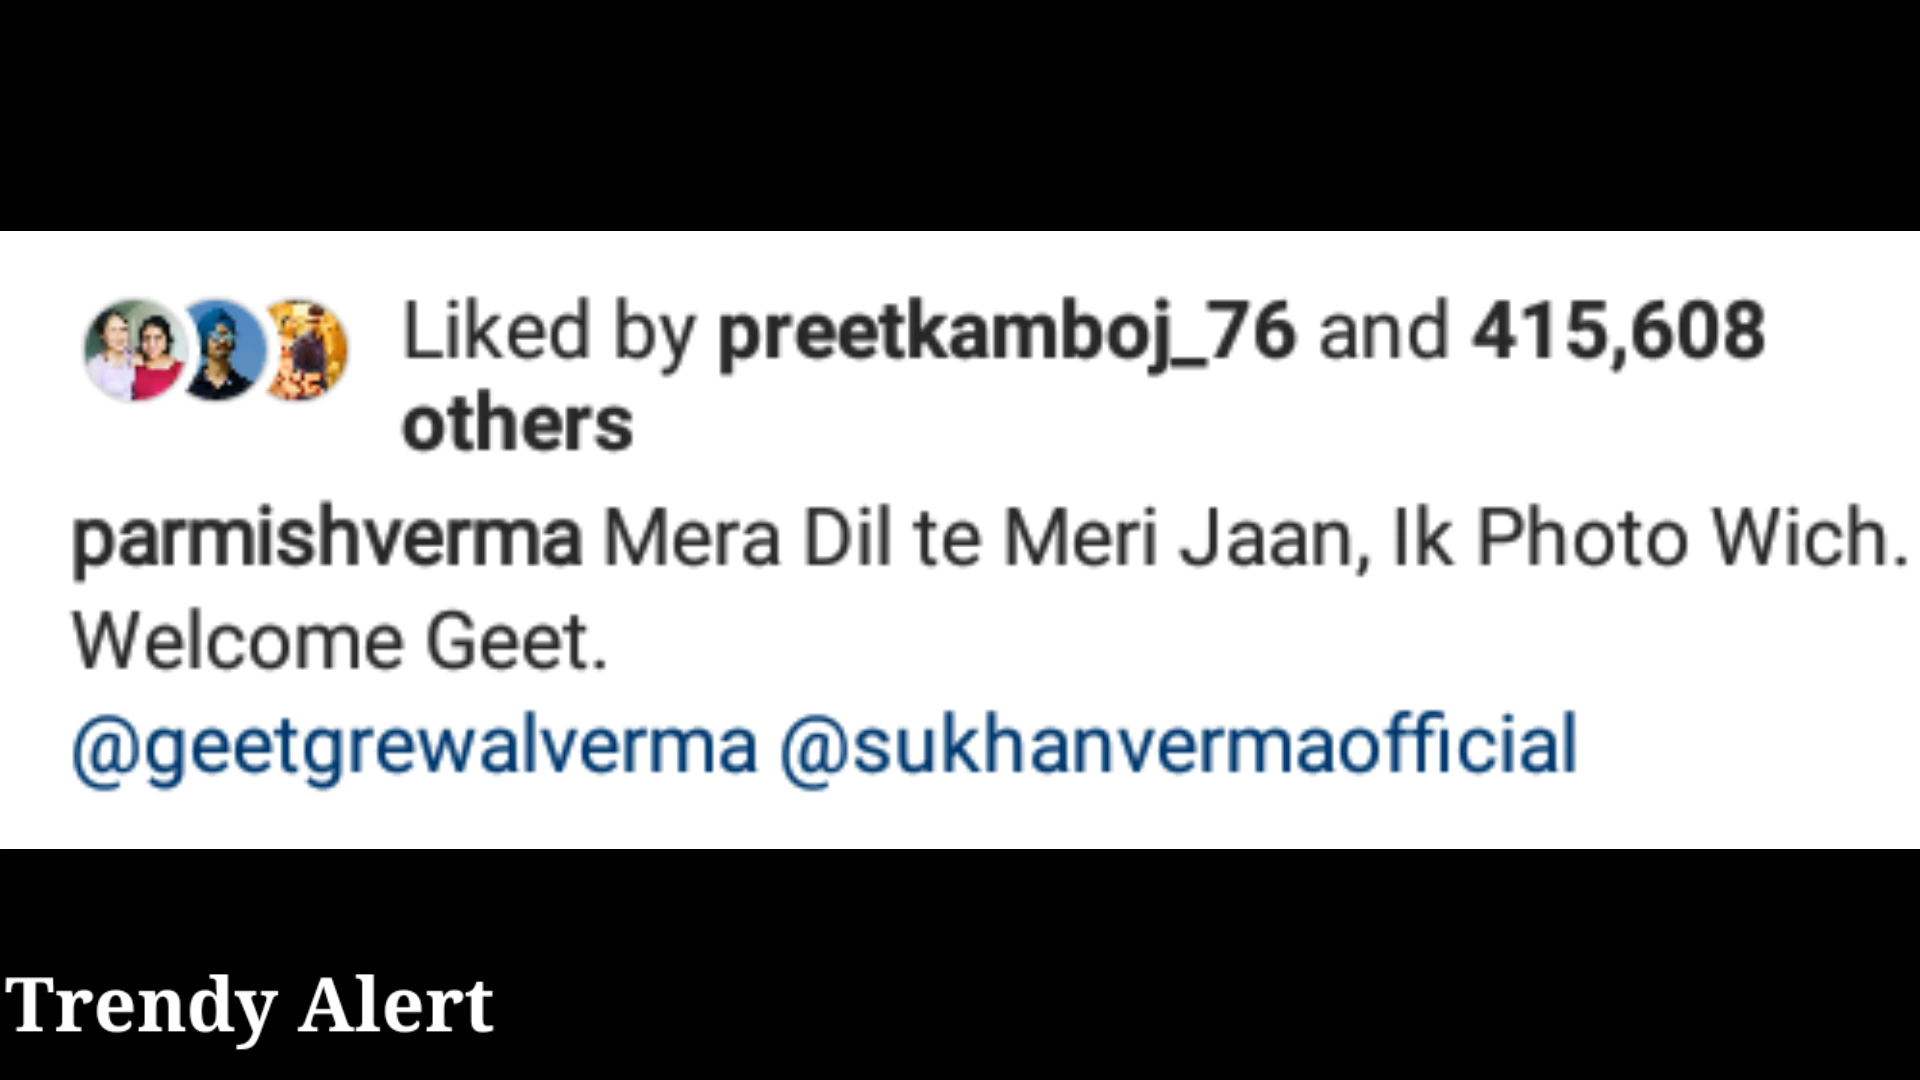 Liked by preetkamboj_76 and 415,608
others
parmishverma Mera Dil te Meri Jaan, Ik Photo Wich.
Welcome Geet.
@geetgrewalverma @sukhanvermaofficial
Trendy Alert